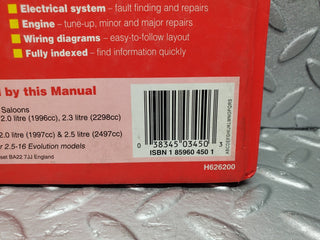 Electrical system – fault finding and repairs
Engine – tune-up, minor and major repairs
Wiring diagrams – easy-to-follow layout
Fully indexed – find information quickly
d by this Manual
Saloons
2.0 litre (1996cc), 2.3 litre (2298cc)
2.0 litre (1997cc) & 2.5 litre (2497cc)
r 2.5-16 Evolution models
set BA22 7JJ England
0 38345 03450 3
ISBN 1 85960 450 1
ABCDEFGHIJKLMNOPQRS
H626200